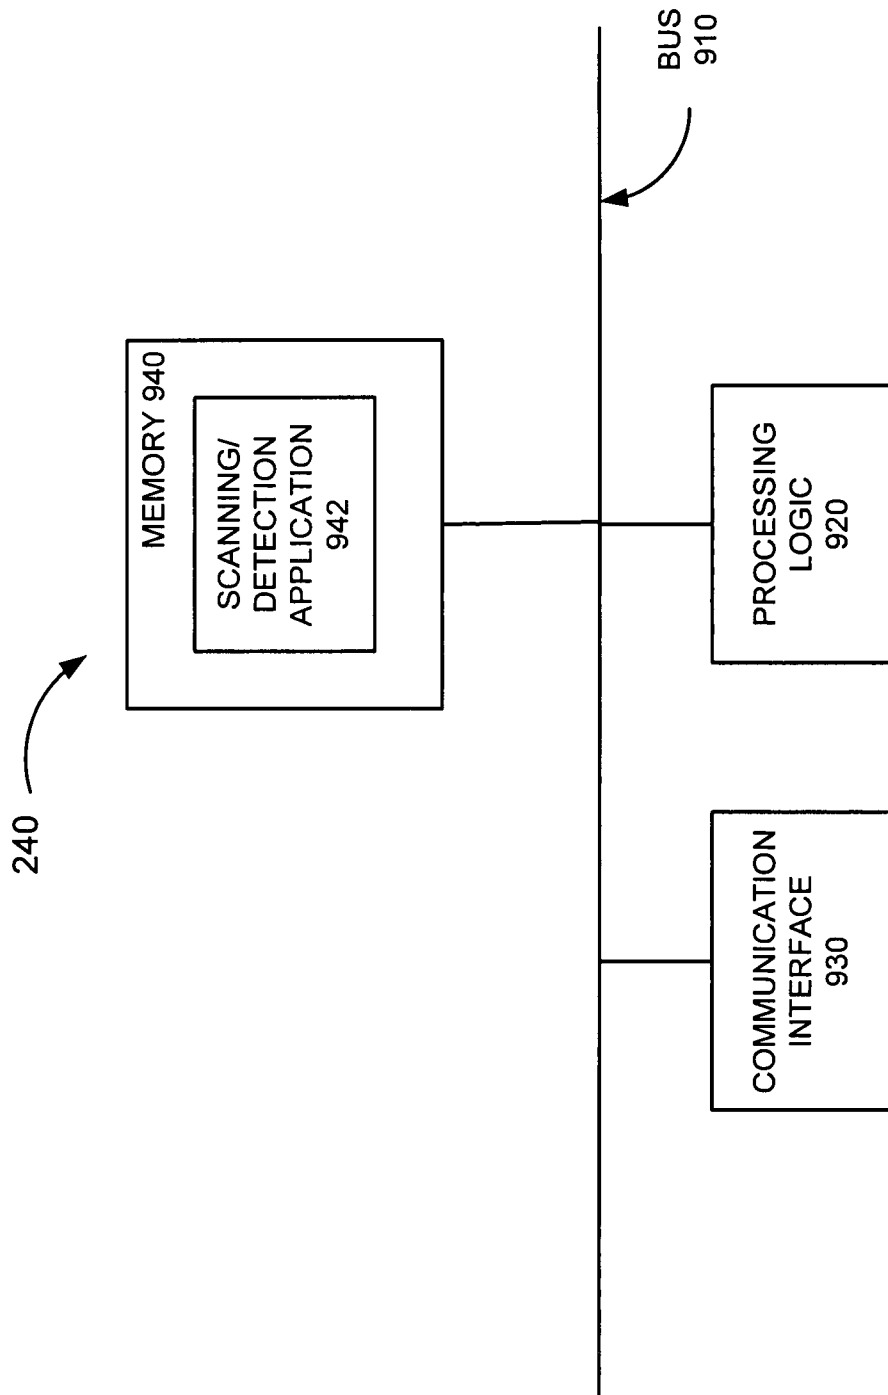 240
MEMORY 940
SCANNING/
DETECTION
APPLICATION
942
BUS
910
COMMUNICATION
INTERFACE
930
PROCESSING
LOGIC
920